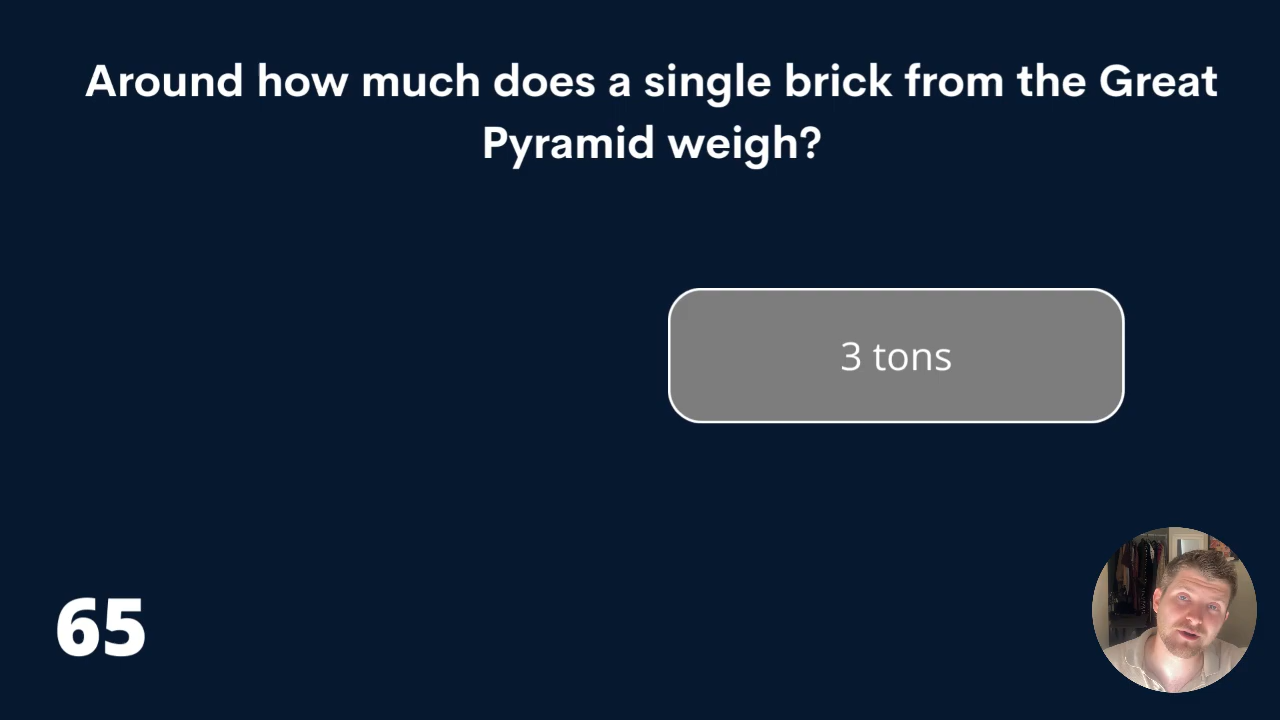 Around how much does a single brick from the Great
Pyramid weigh?
3 tons
65